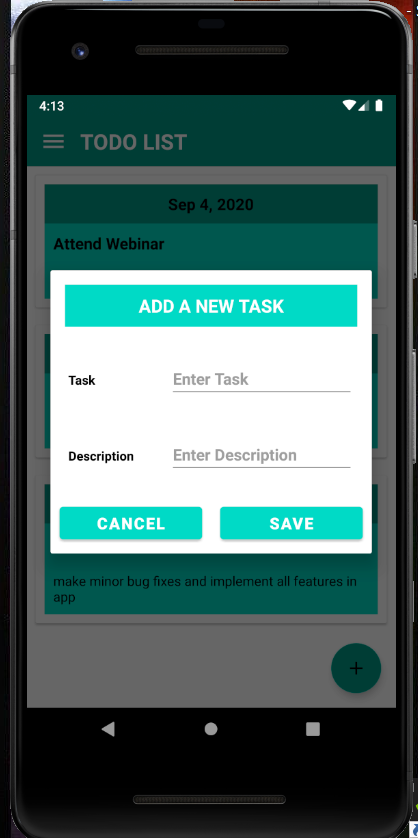 4:13
TODO LIST
Sep 4, 2020
Attend Webinar
ADD A NEW TASK
Task
Enter Task
Description
Enter Description
CANCEL
SAVE
make minor bug fixes and implement all features in
app